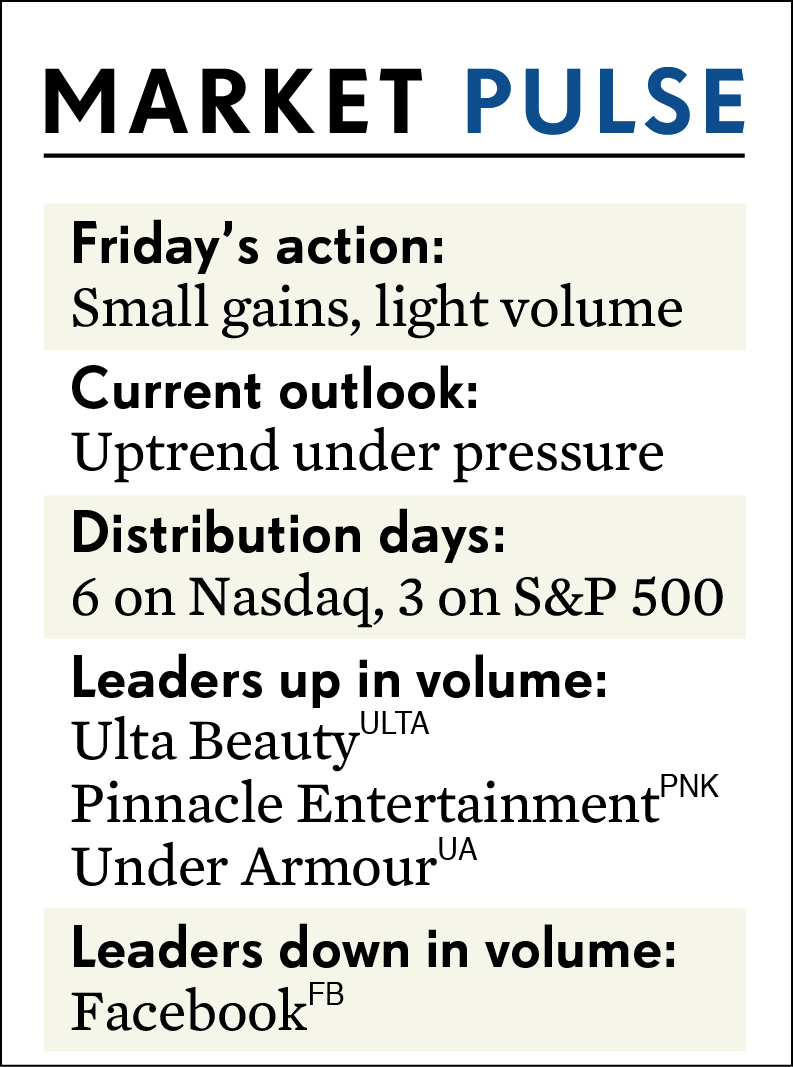 MARKET PULSE
Friday’s action:
Small gains, light volume
Current outlook:
Uptrend under pressure
Distribution days:
6 on Nasdaq, 3 on S&P 500
Leaders up in volume:
Ulta Beauty ULTA
Pinnacle Entertainment PNK
Under Armour UA
Leaders down in volume:
Facebook FB